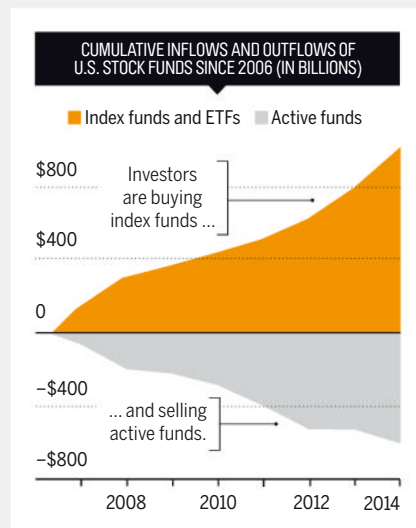 CUMULATIVE INFLOWS AND OUTFLOWS OF
U.S. STOCK FUNDS SINCE 2006 (IN BILLIONS)
Index funds and ETFs Active funds
$800
Investors
are buying
index funds ...
$400
0
–$400
... and selling
active funds.
–$800
2008 2010 2012 2014